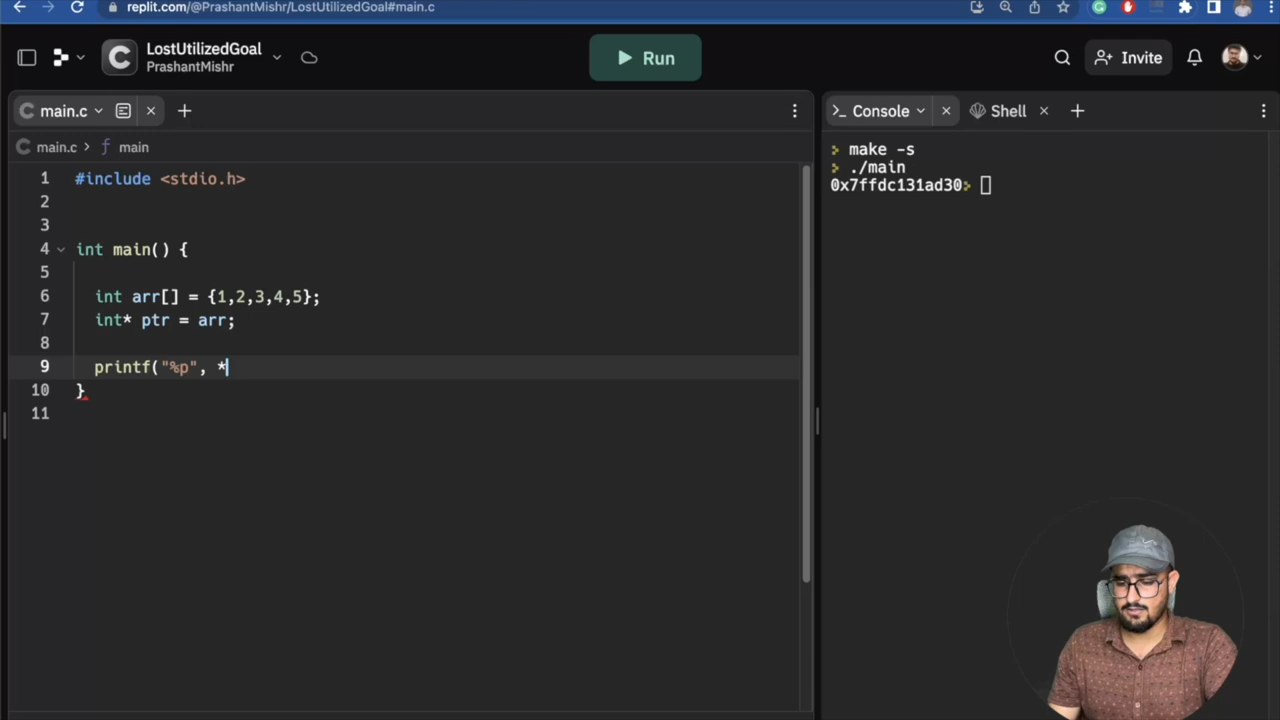 replit.com/@PrashantMishr/LostUtilizedGoal#main.c
LostUtilizedGoal
PrashantMishr
Run
Invite
main.c
Console
Shell
main.c > ƒ main
1 #include <stdio.h>
2
3
4 int main() {
5
6 int arr[] = {1,2,3,4,5};
7 int* ptr = arr;
8
9 printf("%p", *
10 }
11
> make -s
> ./main
0x7ffdc131ad30>